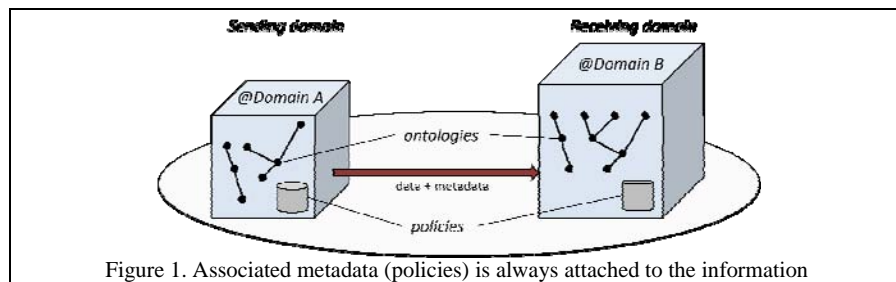 Sending domain
Receiving domain
@Domain A
@Domain B
ontologies
data + metadata
policies
Figure 1. Associated metadata (policies) is always attached to the information